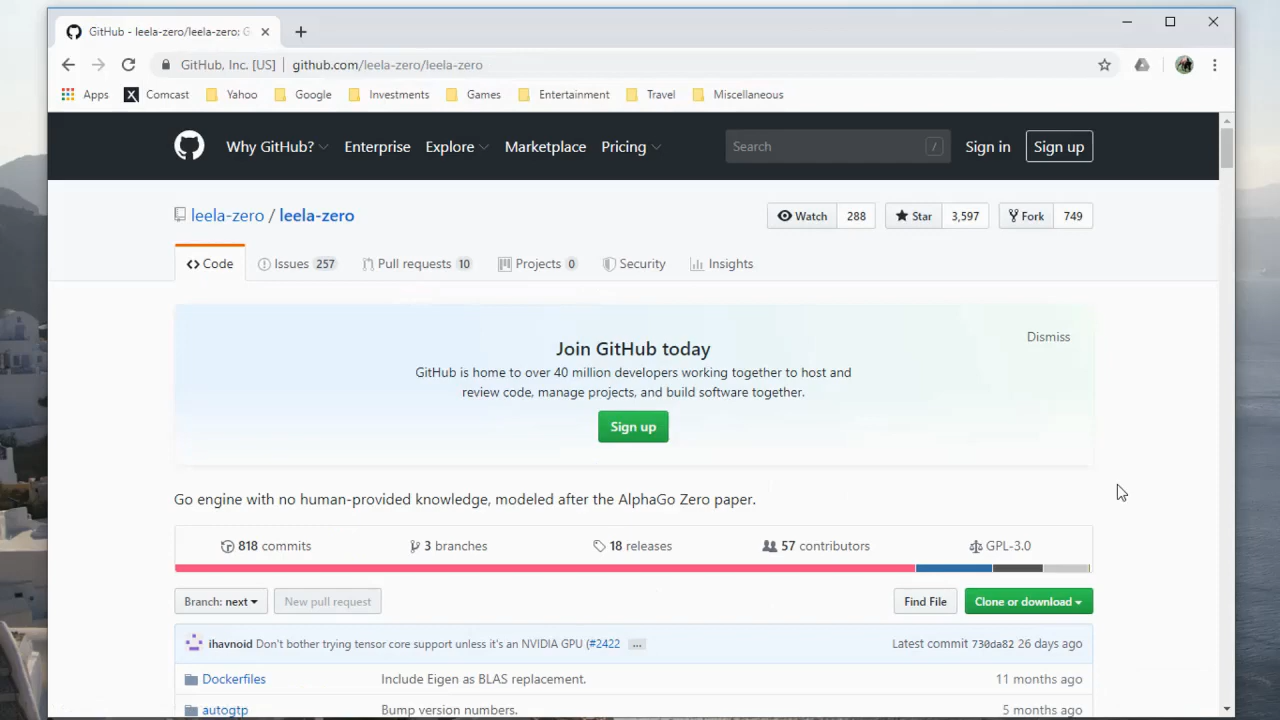 GitHub - leela-zero/leela-zero: G
GitHub, Inc. [US] | github.com/leela-zero/leela-zero
Apps Comcast Yahoo Google Investments Games Entertainment Travel Miscellaneous
Why GitHub? Enterprise Explore Marketplace Pricing Search / Sign in Sign up
leela-zero / leela-zero Watch 288 Star 3,597 Fork 749
Code Issues 257 Pull requests 10 Projects 0 Security Insights
Dismiss
Join GitHub today
GitHub is home to over 40 million developers working together to host and
review code, manage projects, and build software together.
Sign up
Go engine with no human-provided knowledge, modeled after the AlphaGo Zero paper.
818 commits 3 branches 18 releases 57 contributors GPL-3.0
Branch: next New pull request Find File Clone or download
ihavnoid Don't bother trying tensor core support unless it's an NVIDIA GPU (#2422 ... Latest commit 730da82 26 days ago
Dockerfiles Include Eigen as BLAS replacement. 11 months ago
autogtp Bump version numbers. 5 months ago